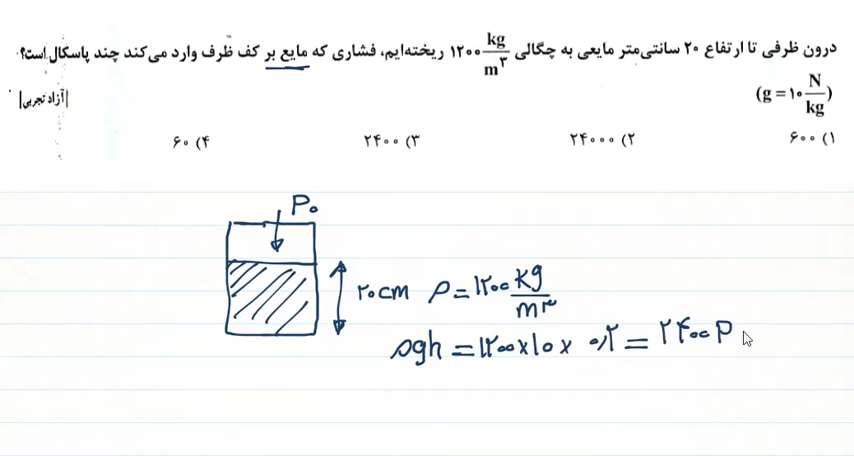 درون ظرفی تا ارتفاع ۲۰ سانتی‌متر مایعی به چگالی ۱۲۰۰ kg/m³ ریخته‌ایم، فشاری که مایع بر کف ظرف وارد می‌کند چند پاسکال است؟
(g = ۱۰ N/kg)
|آزاد تجربی|
۱) ۶۰۰
۲) ۲۴۰۰۰
۳) ۲۴۰۰
۴) ۶۰
P₀
۲۰cm ρ = ۱۲۰۰ kg/m³
ρgh = ۱۲۰۰ × ۱۰ × ۰٫۲ = ۲۴۰۰ P